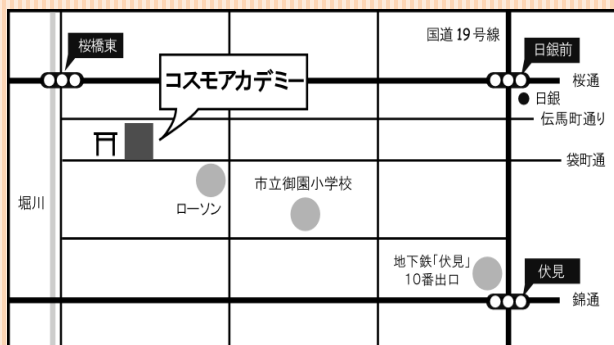 国道19号線
桜橋東
日銀前
コスモアカデミー
桜通
日銀
伝馬町通り
袋町通
市立御園小学校
堀川
ローソン
地下鉄「伏見」
10番出口
伏見
錦通